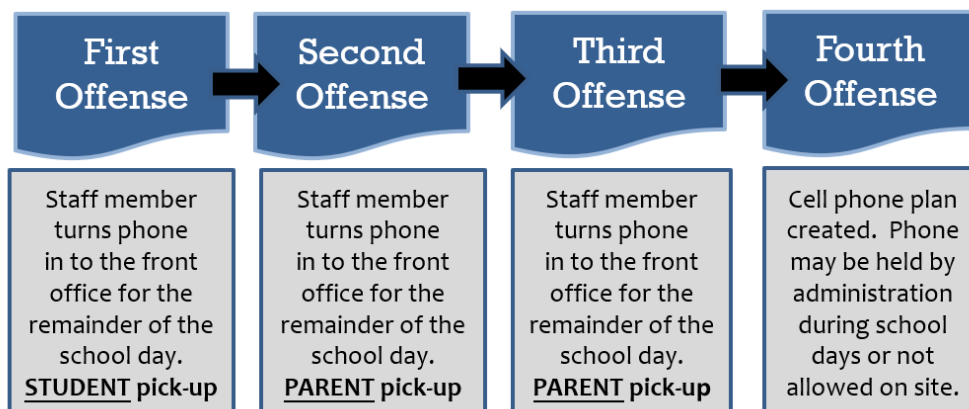 First
Offense
Second
Offense
Third
Offense
Fourth
Offense
Staff member
turns phone
in to the front
office for the
remainder of the
school day.
STUDENT pick-up
Staff member
turns phone
in to the front
office for the
remainder of the
school day.
PARENT pick-up
Staff member
turns phone
in to the front
office for the
remainder of the
school day.
PARENT pick-up
Cell phone plan
created.  Phone
may be held by
administration
during school
days or not
allowed on site.